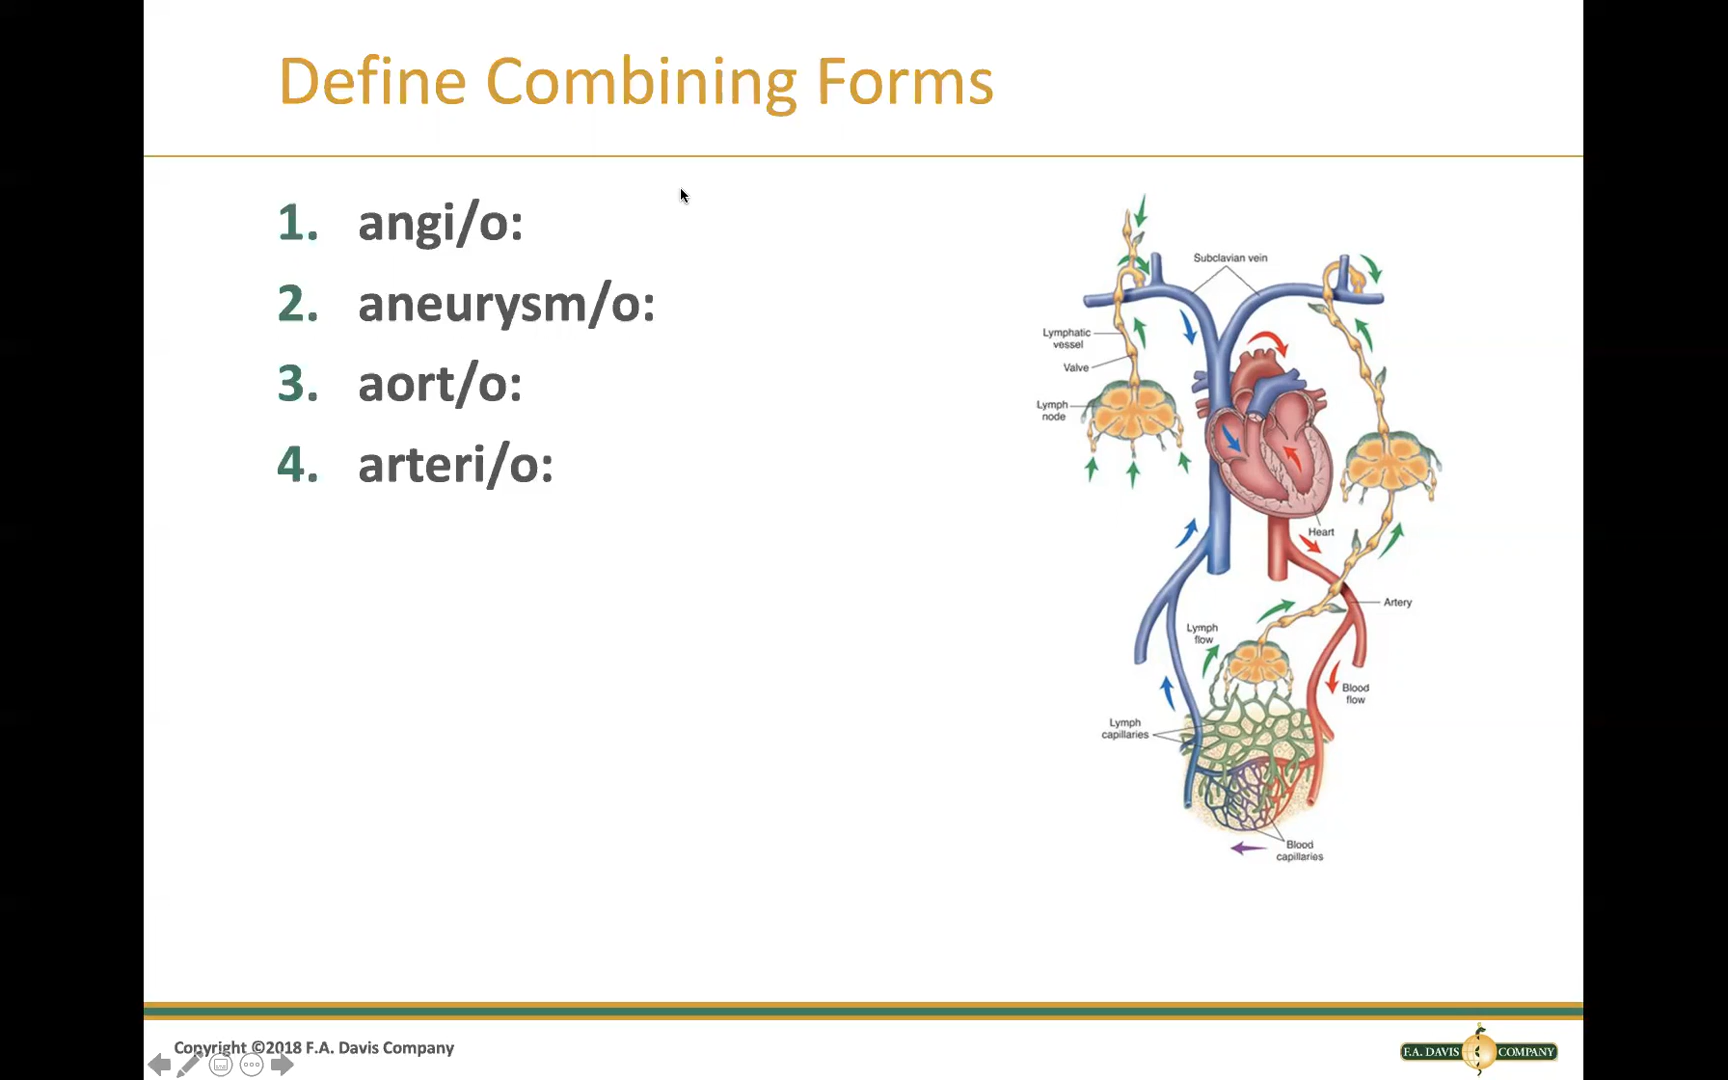 Define Combining Forms
1. angi/o:
2. aneurysm/o:
3. aort/o:
4. arteri/o:
Subclavian vein
Lymphatic
vessel
Valve
Lymph
node
Heart
Artery
Lymph
flow
Blood
flow
Lymph
capillaries
Blood
capillaries
Copyright ©2018 F.A. Davis Company
F.A. DAVIS COMPANY